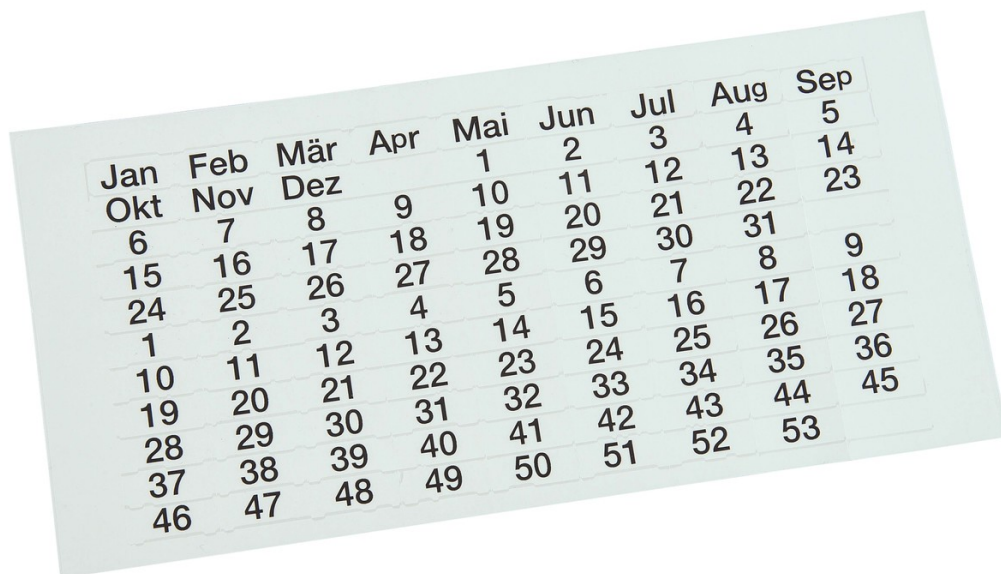 Jan Feb Mär Apr Mai Jun Jul Aug Sep
Okt Nov Dez 1 2 3 4 5
6 7 8 9 10 11 12 13 14
15 16 17 18 19 20 21 22 23
24 25 26 27 28 29 30 31
1 2 3 4 5 6 7 8 9
10 11 12 13 14 15 16 17 18
19 20 21 22 23 24 25 26 27
28 29 30 31 32 33 34 35 36
37 38 39 40 41 42 43 44 45
46 47 48 49 50 51 52 53